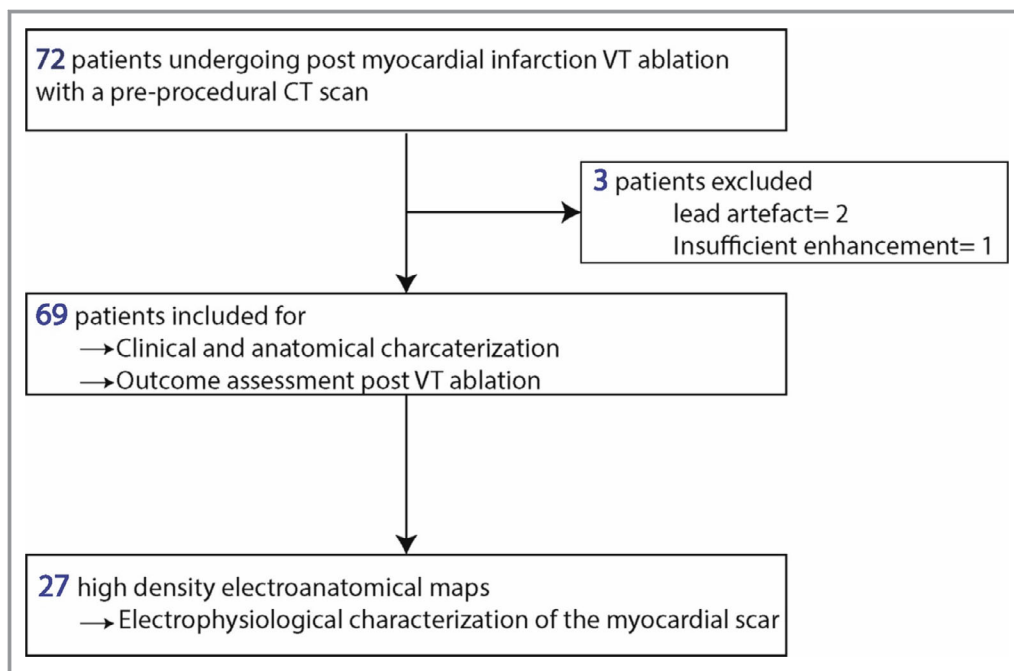 72 patients undergoing post myocardial infarction VT ablation
with a pre-procedural CT scan
3 patients excluded
lead artefact= 2
Insufficient enhancement= 1
69 patients included for
→Clinical and anatomical charcaterization
→Outcome assessment post VT ablation
27 high density electroanatomical maps
→Electrophysiological characterization of the myocardial scar